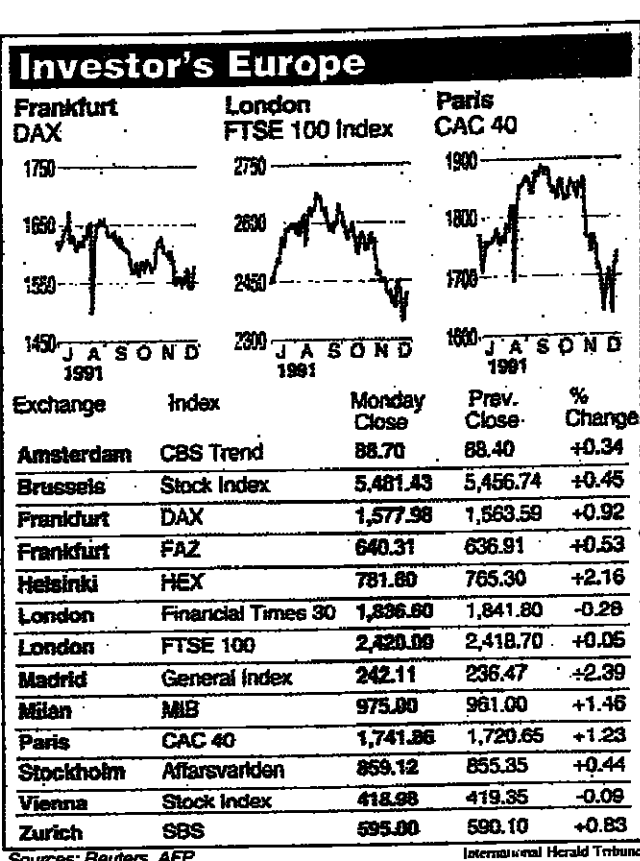 Investor's Europe
Frankfurt
DAX
1750
1650
1550
1450
J A S O N D
1991
London
FTSE 100 Index
2750
2600
2450
2300
J A S O N D
1991
Paris
CAC 40
1900
1800
1700
1600
J A S O N D
1991
Exchange Index Monday Close Prev. Close % Change
Amsterdam CBS Trend 88.70 88.40 +0.34
Brussels Stock Index 5,481.43 5,456.74 +0.45
Frankfurt DAX 1,577.98 1,563.59 +0.92
Frankfurt FAZ 640.31 636.91 +0.53
Helsinki HEX 781.80 765.30 +2.16
London Financial Times 30 1,836.60 1,841.80 -0.28
London FTSE 100 2,420.09 2,418.70 +0.05
Madrid General Index 242.11 236.47 +2.39
Milan MIB 975.00 961.00 +1.46
Paris CAC 40 1,741.86 1,720.65 +1.23
Stockholm Affarsvarlden 859.12 855.35 +0.44
Vienna Stock Index 418.98 419.35 -0.09
Zurich SBS 595.00 590.10 +0.83
Sources: Reuters, AFP
International Herald Tribune